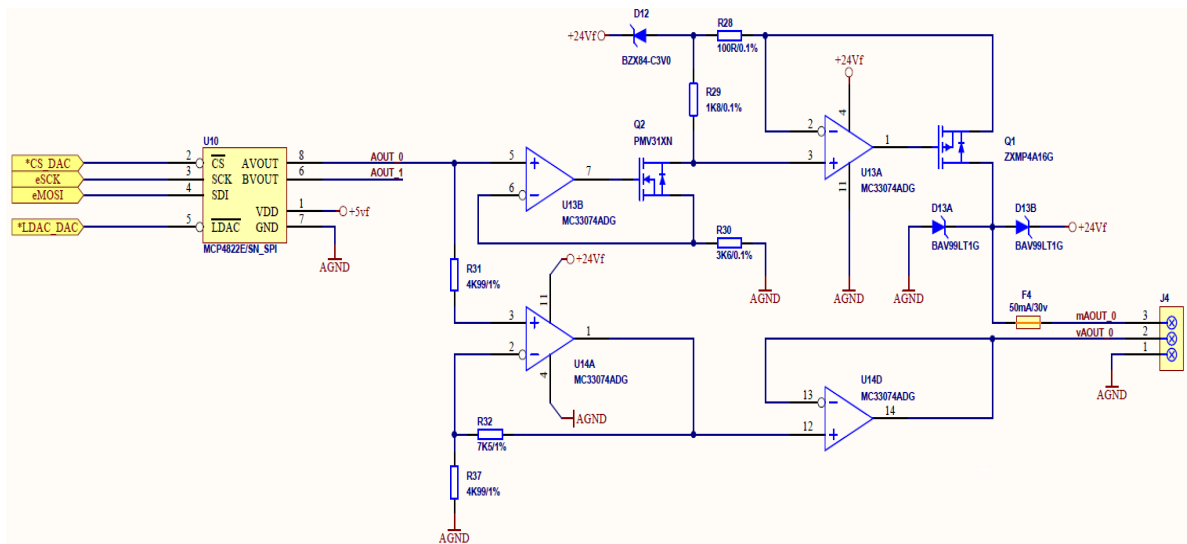 D12
+24Vf
BZX84-C3V0
R28
100R/0.1%
R29
1K8/0.1%
+24Vf
4
2
3
1
11
U13A
MC33074ADG
Q1
ZXMP4A16G
Q2
PMV31XN
U10
*CS_DAC
eSCK
eMOSI
*LDAC_DAC
2
3
4
5
CS
SCK
SDI
LDAC
AVOUT
BVOUT
VDD
GND
8
6
1
7
AOUT_0
AOUT_1
+5vf
AGND
MCP4822E/SN_SPI
5
6
7
U13B
MC33074ADG
R30
3K6/0.1%
AGND
AGND
D13A
BAV99LT1G
AGND
D13B
BAV99LT1G
+24Vf
F4
50mA/30v
mAOUT_0
vAOUT_0
J4
3
2
1
AGND
R31
4K99/1%
+24Vf
11
3
2
1
4
U14A
MC33074ADG
AGND
R32
7K5/1%
R37
4K99/1%
AGND
13
12
14
U14D
MC33074ADG